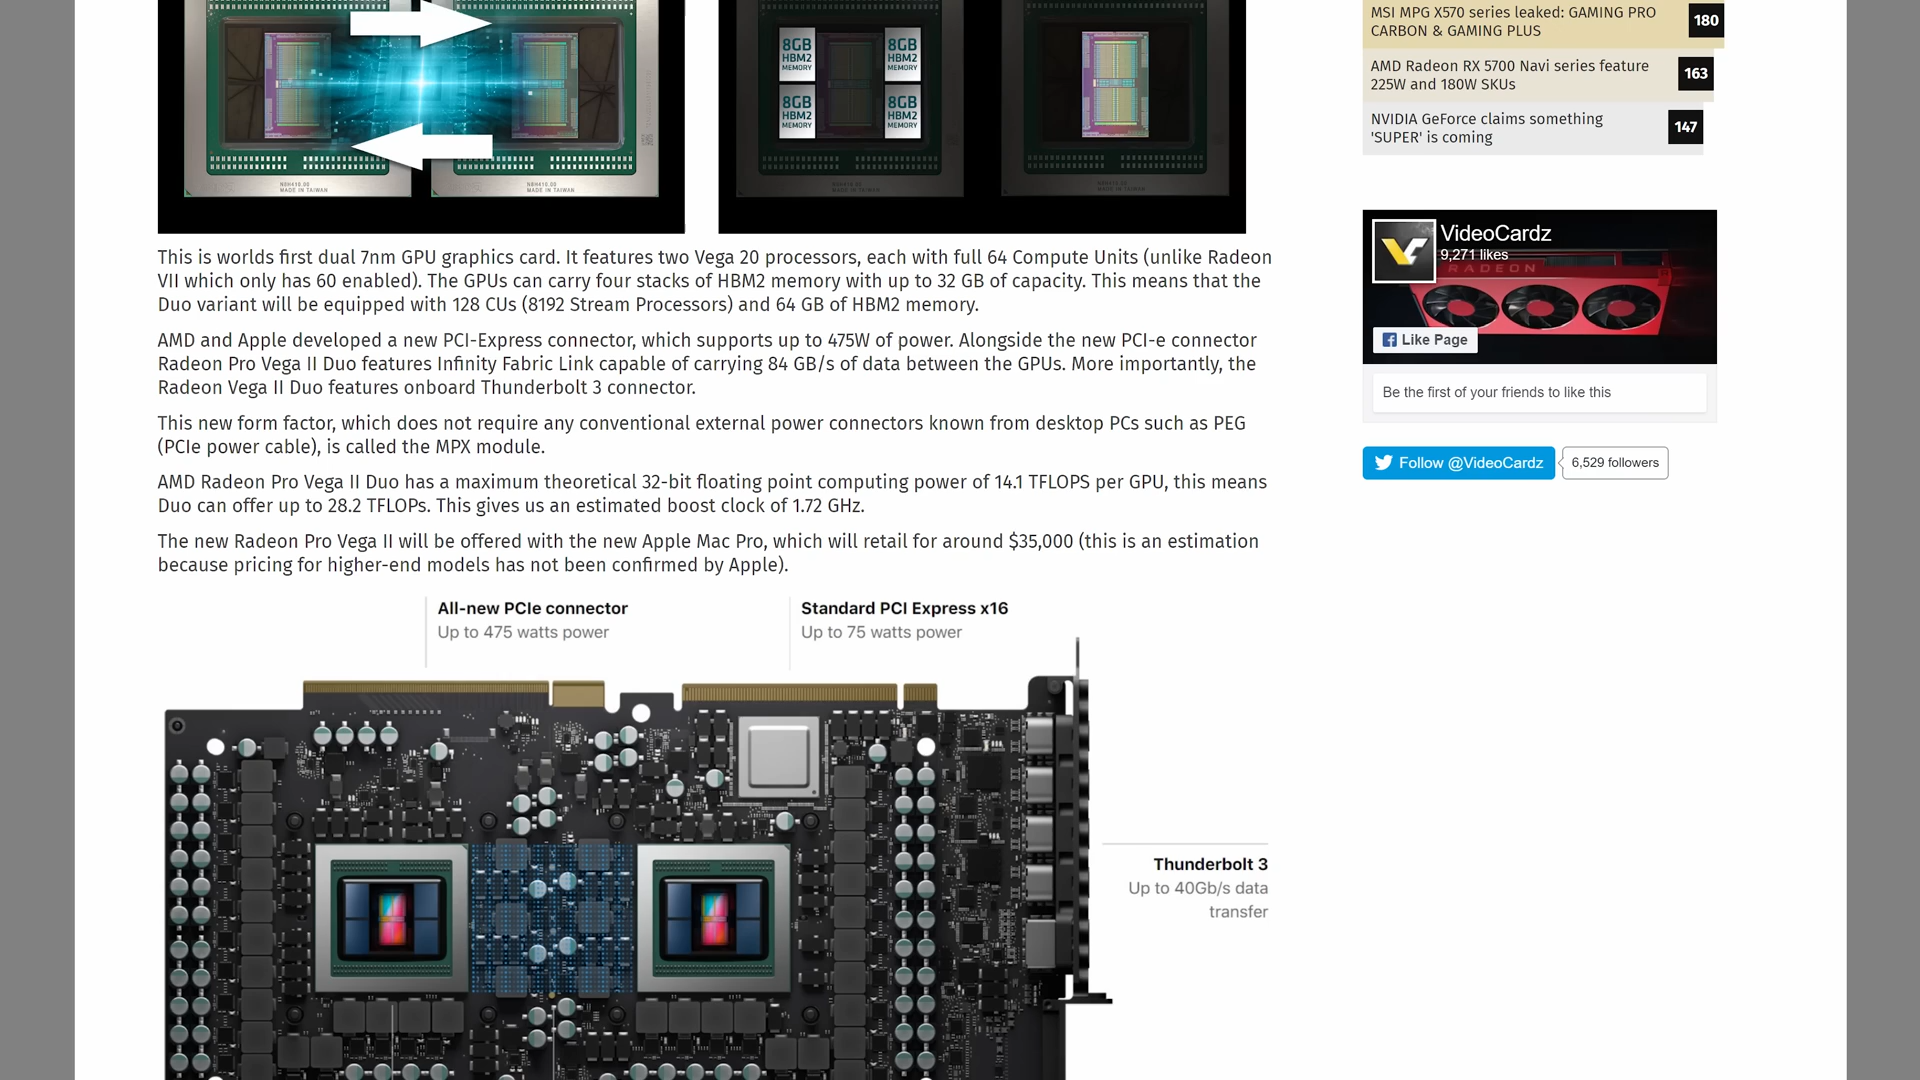 8GB
HBM2
MEMORY
8GB
HBM2
MEMORY
8GB
HBM2
MEMORY
8GB
HBM2
MEMORY
MADE IN TAIWAN
MADE IN TAIWAN
MADE IN TAIWAN
MADE IN TAIWAN
This is worlds first dual 7nm GPU graphics card. It features two Vega 20 processors, each with full 64 Compute Units (unlike Radeon
VII which only has 60 enabled). The GPUs can carry four stacks of HBM2 memory with up to 32 GB of capacity. This means that the
Duo variant will be equipped with 128 CUs (8192 Stream Processors) and 64 GB of HBM2 memory.
AMD and Apple developed a new PCI-Express connector, which supports up to 475W of power. Alongside the new PCI-e connector
Radeon Pro Vega II Duo features Infinity Fabric Link capable of carrying 84 GB/s of data between the GPUs. More importantly, the
Radeon Vega II Duo features onboard Thunderbolt 3 connector.
This new form factor, which does not require any conventional external power connectors known from desktop PCs such as PEG
(PCIe power cable), is called the MPX module.
AMD Radeon Pro Vega II Duo has a maximum theoretical 32-bit floating point computing power of 14.1 TFLOPS per GPU, this means
Duo can offer up to 28.2 TFLOPs. This gives us an estimated boost clock of 1.72 GHz.
The new Radeon Pro Vega II will be offered with the new Apple Mac Pro, which will retail for around $35,000 (this is an estimation
because pricing for higher-end models has not been confirmed by Apple).
All-new PCIe connector
Up to 475 watts power
Standard PCI Express x16
Up to 75 watts power
Thunderbolt 3
Up to 40Gb/s data
transfer
MSI MPG X570 series leaked: GAMING PRO
CARBON & GAMING PLUS
180
AMD Radeon RX 5700 Navi series feature
225W and 180W SKUs
163
NVIDIA GeForce claims something
'SUPER' is coming
147
VideoCardz
9,271 likes
RADEON
Like Page
Be the first of your friends to like this
Follow @VideoCardz
6,529 followers